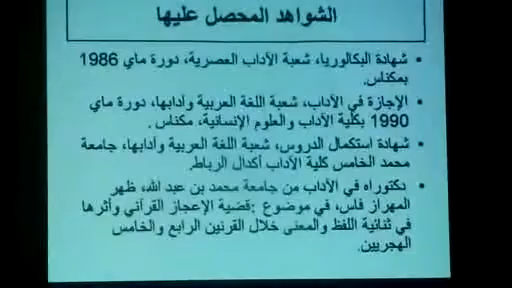 الشواهد المحصل عليها
• شهادة البكالوريا، شعبة الآداب العصرية، دورة ماي 1986
بمكناس.
• الإجازة في الآداب، شعبة اللغة العربية وآدابها، دورة ماي
1990 بكلية الآداب والعلوم الإنسانية، مكناس .
• شهادة استكمال الدروس، شعبة اللغة العربية وآدابها، جامعة
محمد الخامس كلية الآداب أكدال الرباط.
• دكتوراه في الآداب من جامعة محمد بن عبد الله، ظهر
المهراز فاس، في موضوع :قضية الإعجاز القرآني وأثرها
في ثنائية اللفظ والمعنى خلال القرنين الرابع والخامس
الهجريين.